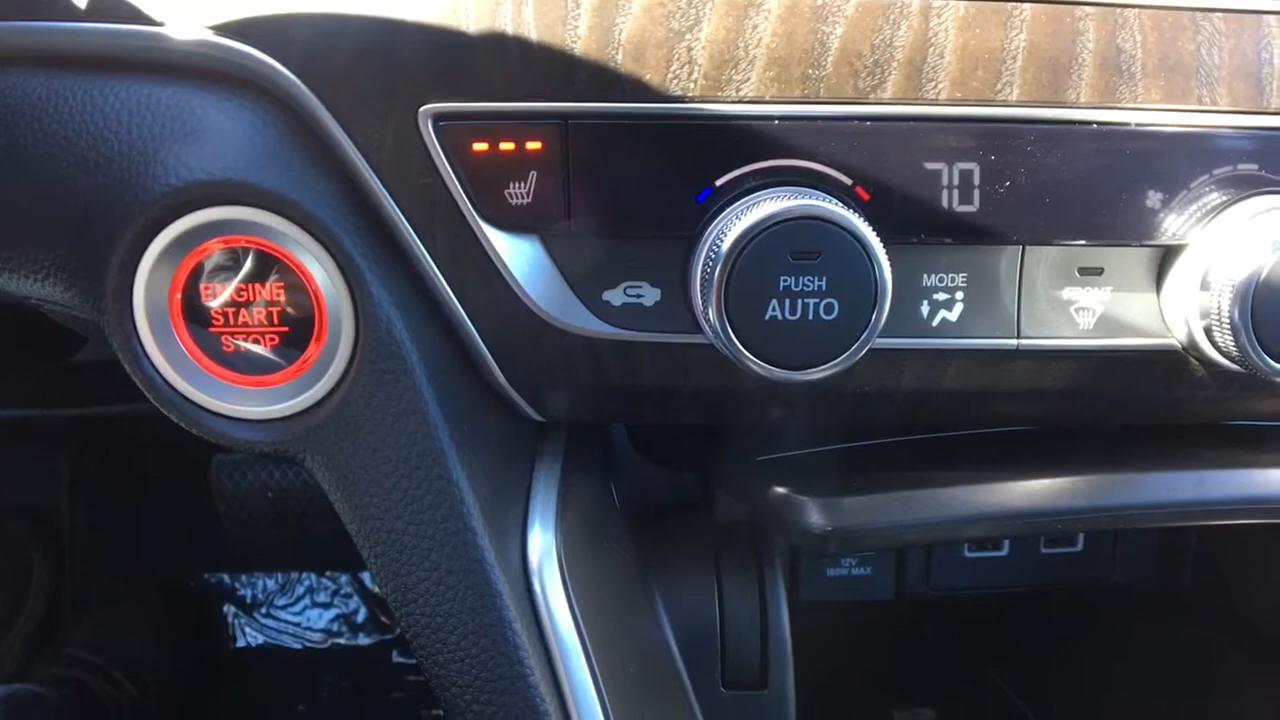 70
ENGINE
START
STOP
PUSH
AUTO
MODE
FRONT
12V
180W MAX